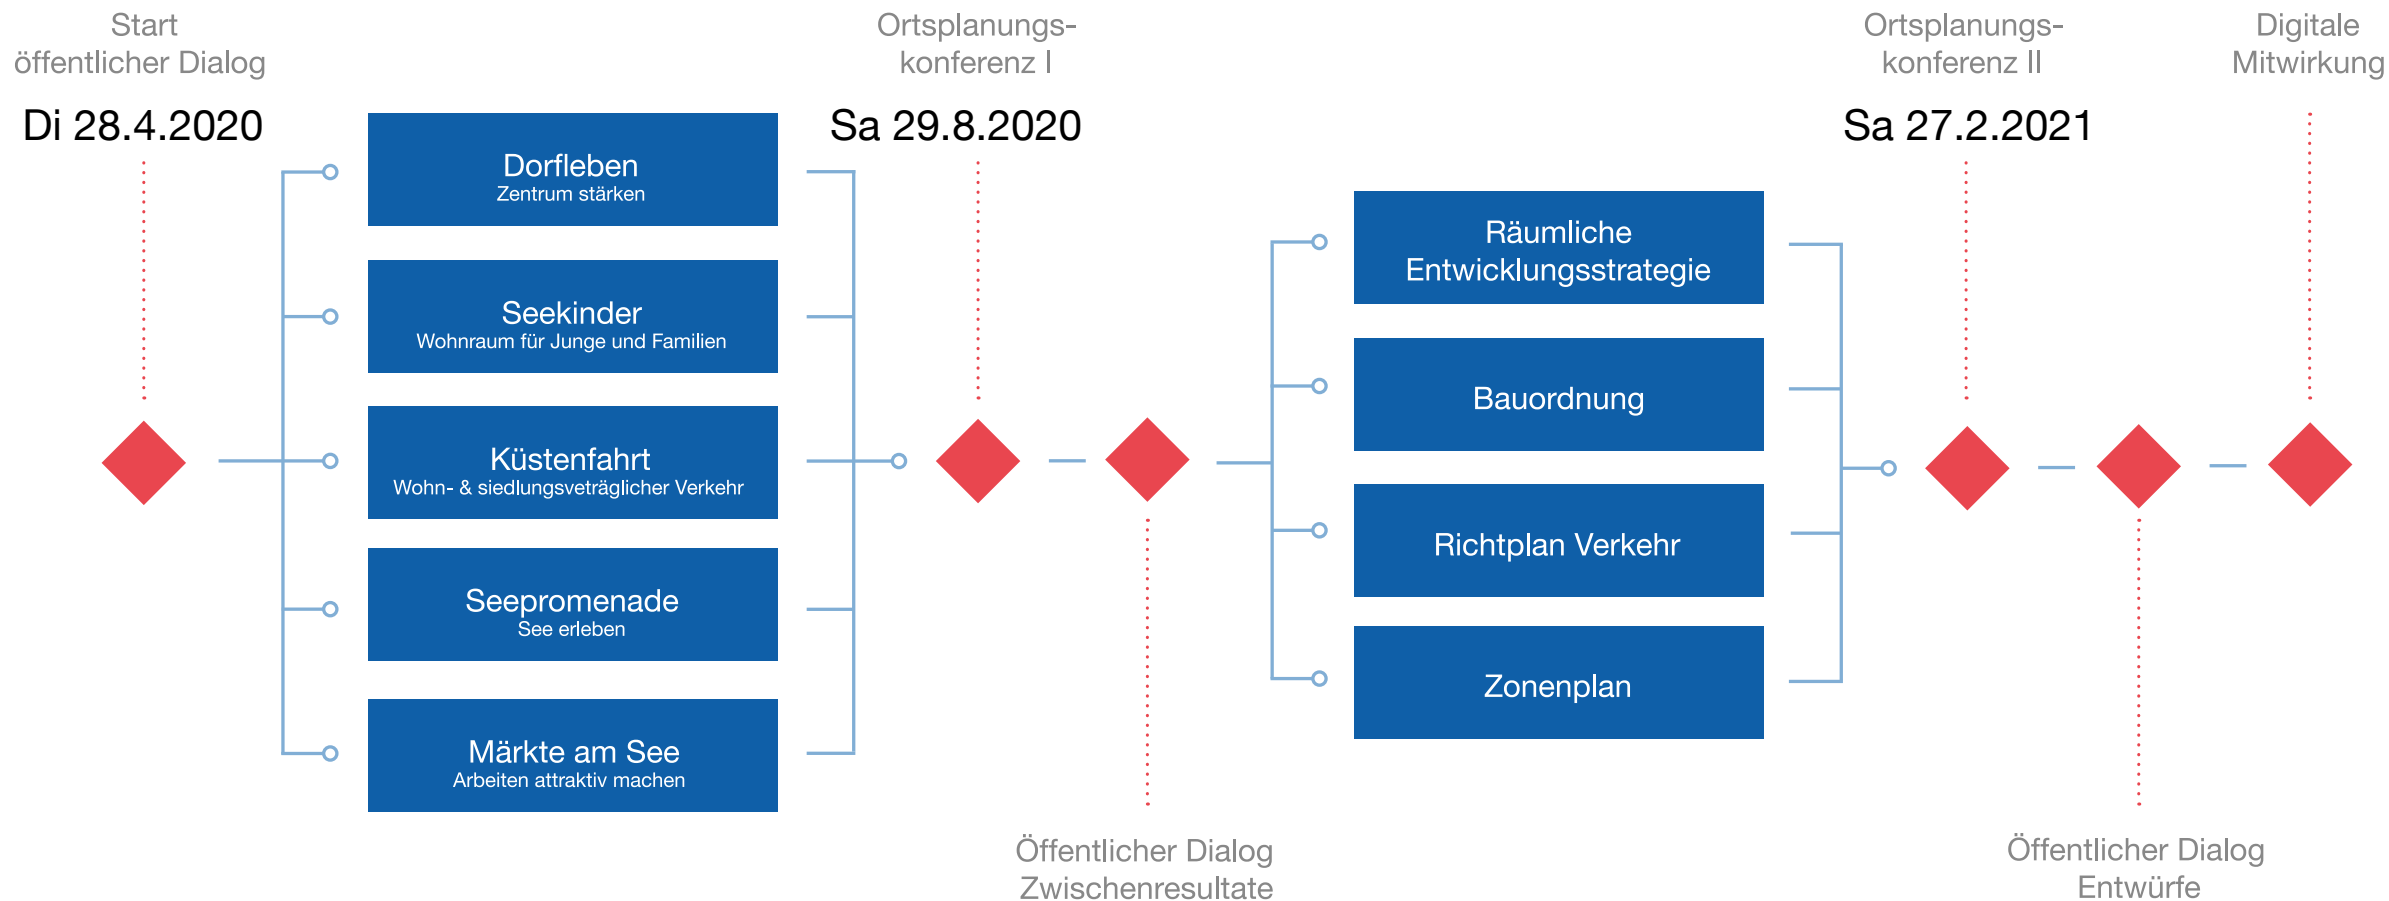 Start
öffentlicher Dialog
Di 28.4.2020
Dorfleben
Zentrum stärken
Seekinder
Wohnraum für Junge und Familien
Küstenfahrt
Wohn- & siedlungsveträglicher Verkehr
Seepromenade
See erleben
Märkte am See
Arbeiten attraktiv machen
Ortsplanungs-
konferenz I
Sa 29.8.2020
Öffentlicher Dialog
Zwischenresultate
Räumliche
Entwicklungsstrategie
Bauordnung
Richtplan Verkehr
Zonenplan
Ortsplanungs-
konferenz II
Sa 27.2.2021
Öffentlicher Dialog
Entwürfe
Digitale
Mitwirkung